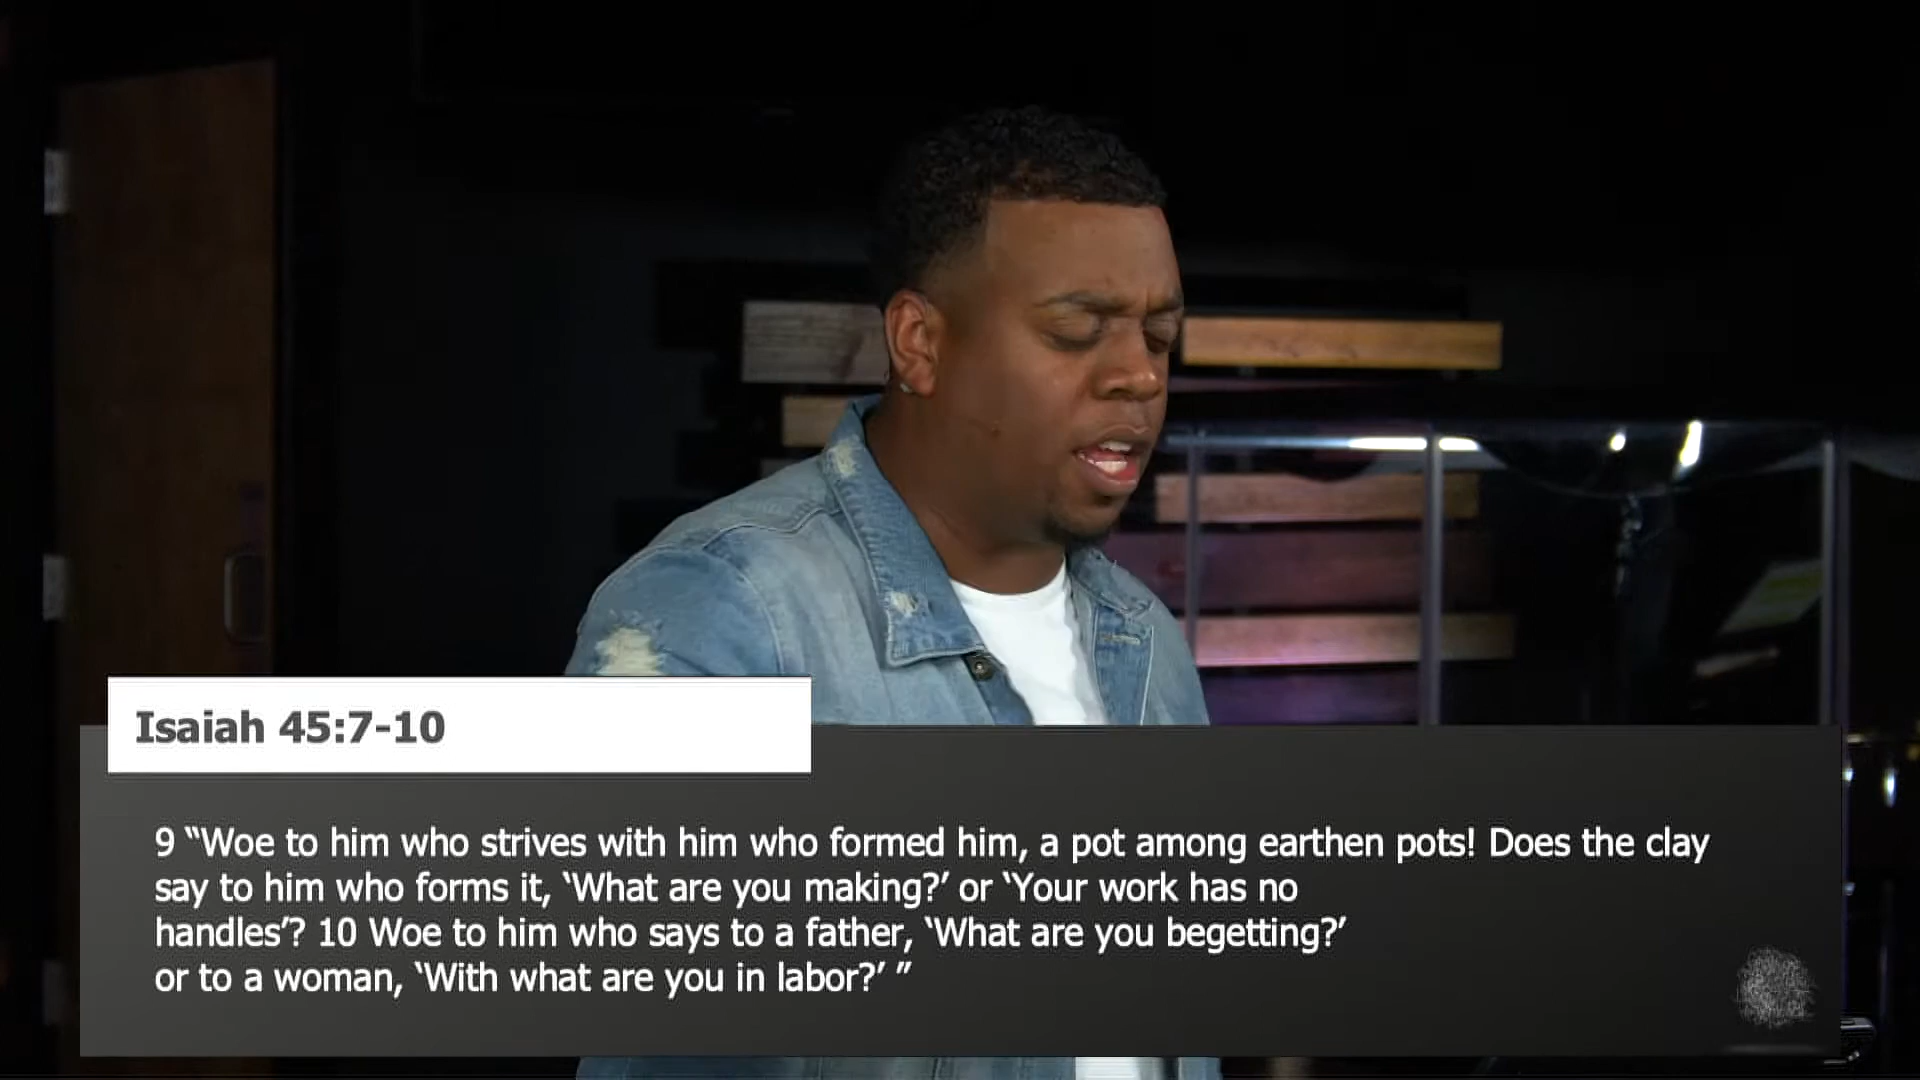 Isaiah 45:7-10
9 “Woe to him who strives with him who formed him, a pot among earthen pots! Does the clay
say to him who forms it, ‘What are you making?’ or ‘Your work has no
handles’? 10 Woe to him who says to a father, ‘What are you begetting?’
or to a woman, ‘With what are you in labor?’ ”